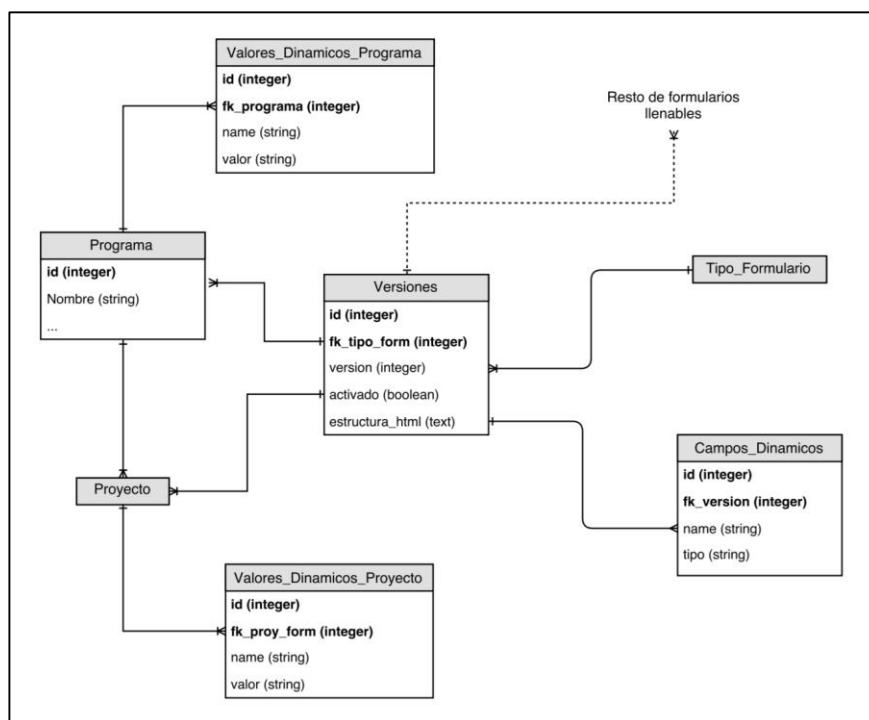 Valores_Dinamicos_Programa
id (integer)
fk_programa (integer)
name (string)
valor (string)
Resto de formularios
llenables
Programa
id (integer)
Nombre (string)
...
Versiones
id (integer)
fk_tipo_form (integer)
version (integer)
activado (boolean)
estructura_html (text)
Tipo_Formulario
Campos_Dinamicos
id (integer)
fk_version (integer)
name (string)
tipo (string)
Proyecto
Valores_Dinamicos_Proyecto
id (integer)
fk_proy_form (integer)
name (string)
valor (string)